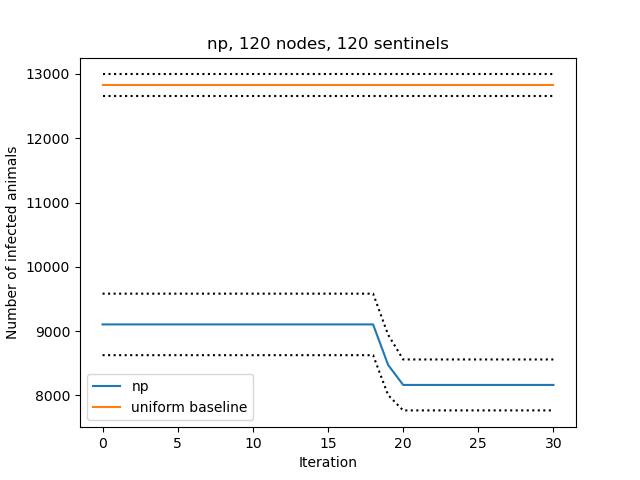 np, 120 nodes, 120 sentinels
13000
12000
11000
10000
9000
8000
Number of infected animals
np
uniform baseline
0 5 10 15 20 25 30
Iteration